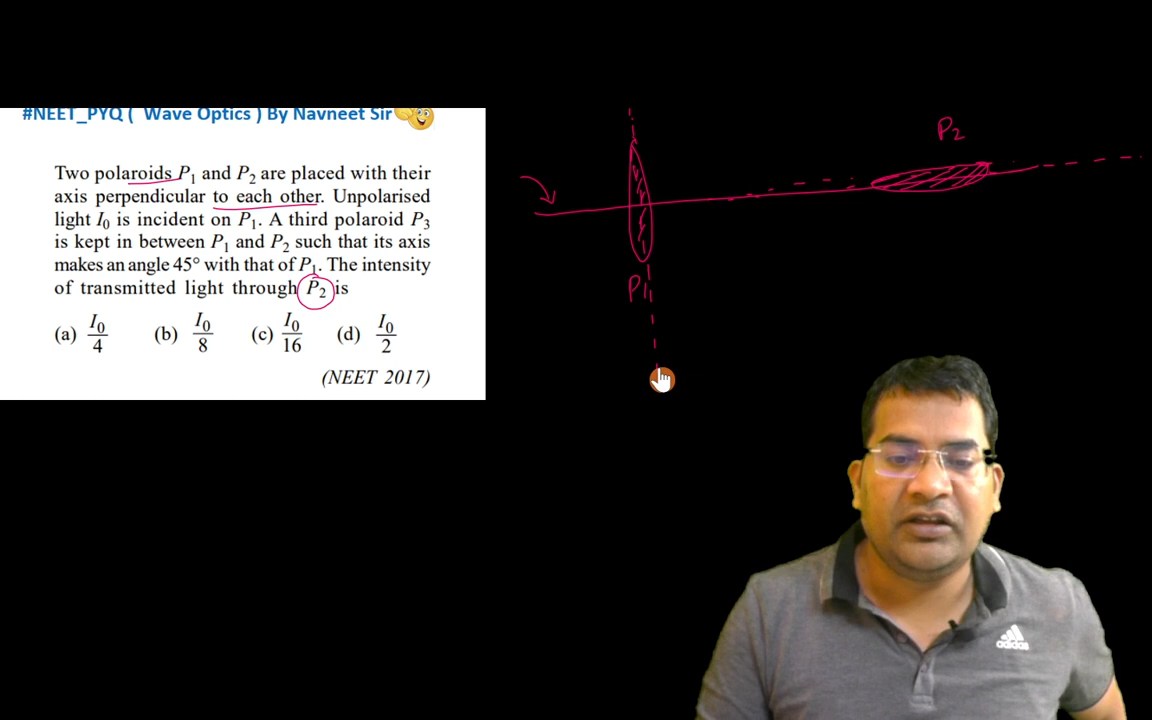 #NEET_PYQ ( Wave Optics ) By Navneet Sir
Two polaroids P₁ and P₂ are placed with their
axis perpendicular to each other. Unpolarised
light I₀ is incident on P₁. A third polaroid P₃
is kept in between P₁ and P₂ such that its axis
makes an angle 45° with that of P₁. The intensity
of transmitted light through P₂ is
(a) I₀/4 (b) I₀/8 (c) I₀/16 (d) I₀/2
(NEET 2017)
P₂
P₁
adidas